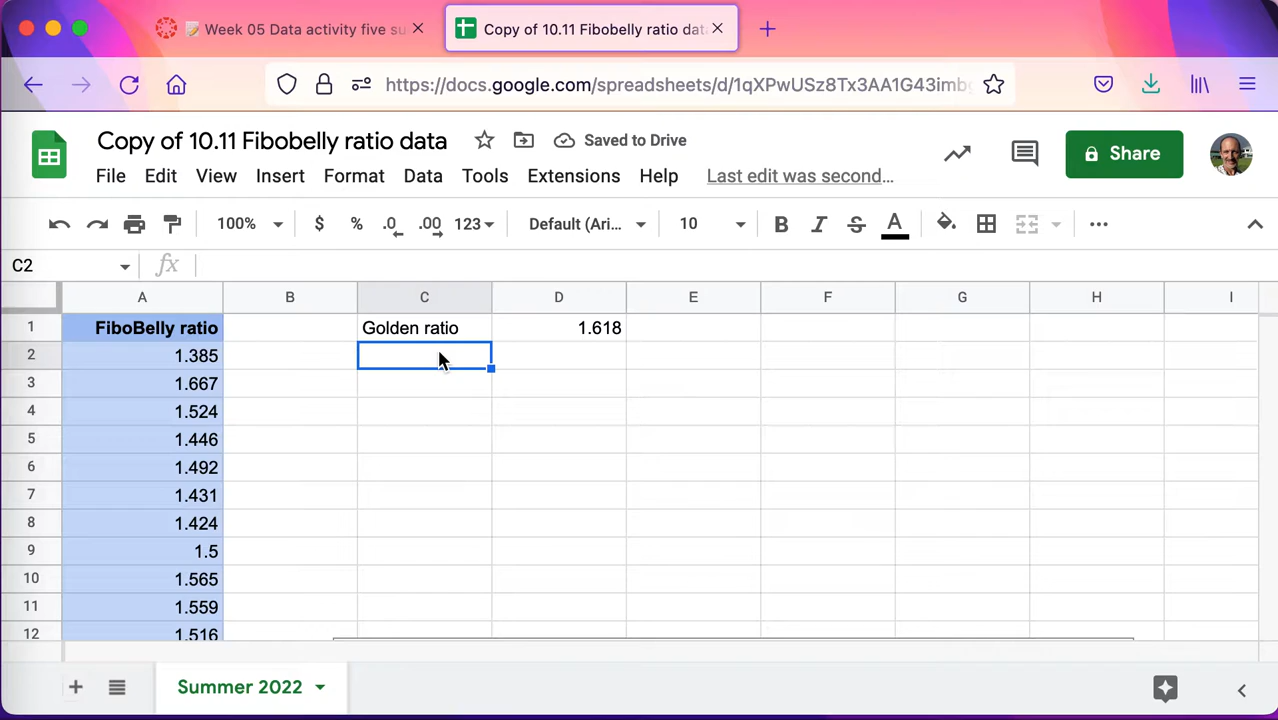 Week 05 Data activity five su
Copy of 10.11 Fibobelly ratio dat
https://docs.google.com/spreadsheets/d/1qXPwUSz8Tx3AA1G43imbg
Copy of 10.11 Fibobelly ratio data
Saved to Drive
Share
File Edit View Insert Format Data Tools Extensions Help Last edit was second...
100% $ % .0 .00 123 Default (Ari... 10 B I S A
C2 fx
A B C D E F G H I
1 FiboBelly ratio Golden ratio 1.618
2 1.385
3 1.667
4 1.524
5 1.446
6 1.492
7 1.431
8 1.424
9 1.5
10 1.565
11 1.559
12 1.516
Summer 2022